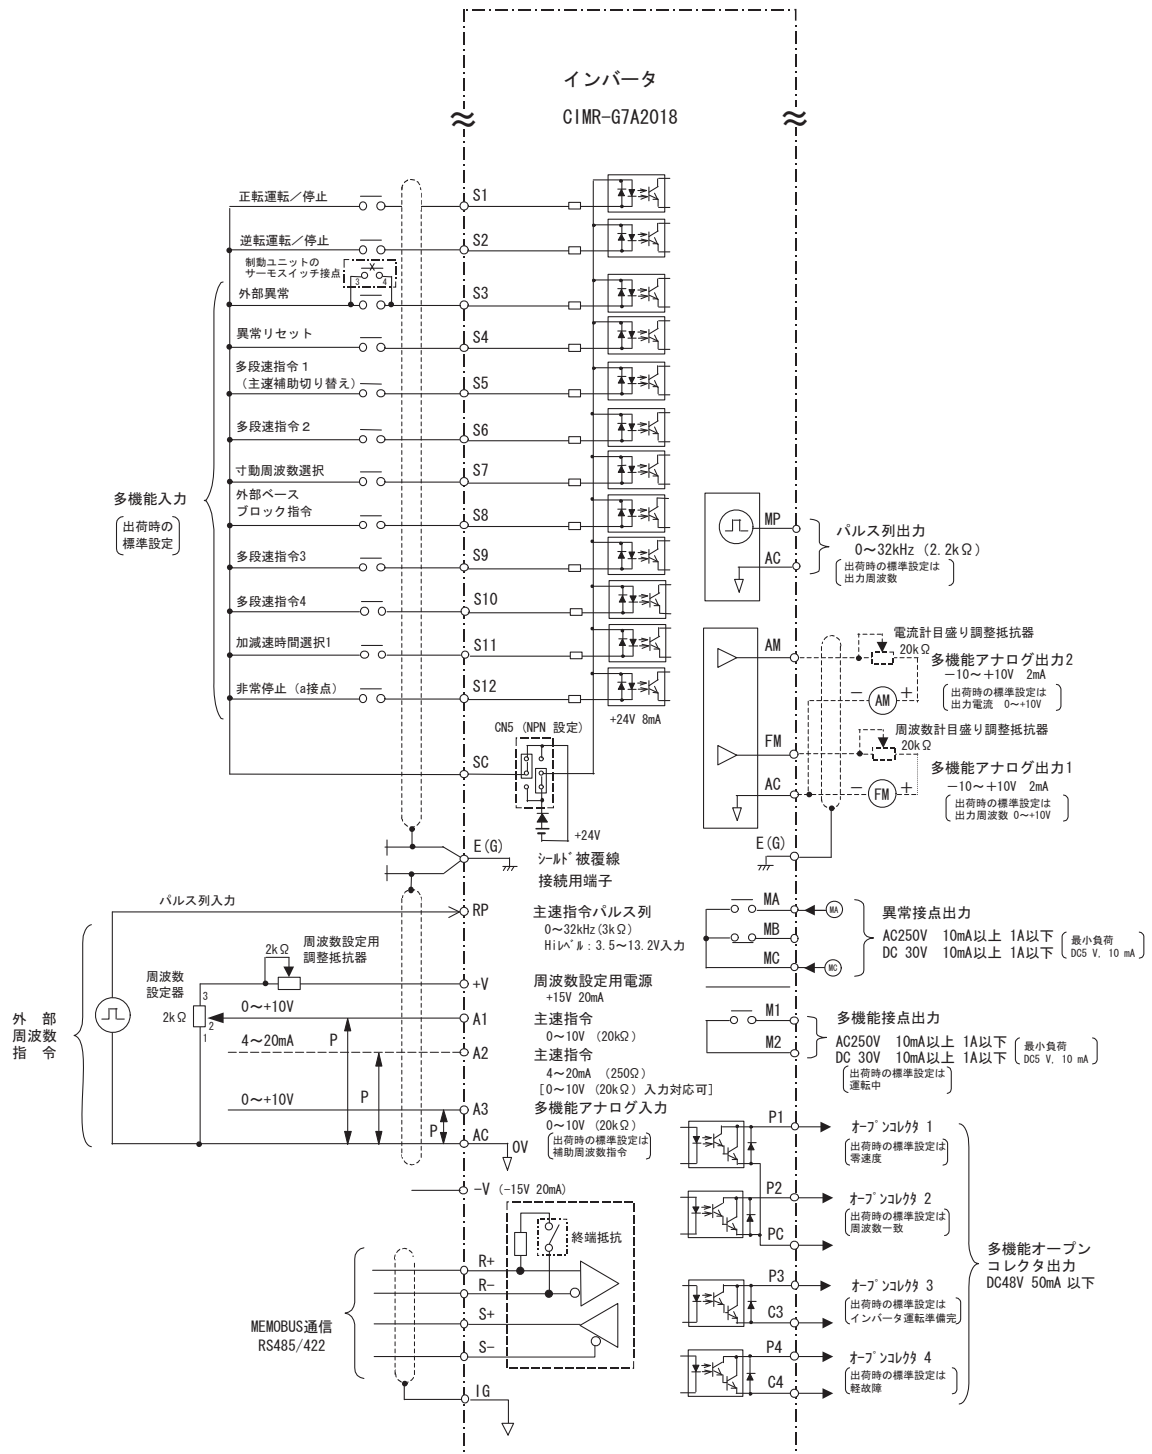 インバータ
CIMR-G7A2018
正転運転／停止
S1
逆転運転／停止
S2
制動ユニットの
サーモスイッチ接点
3
4
外部異常
S3
異常リセット
S4
多段速指令１
（主速補助切り替え）
S5
多段速指令２
S6
寸動周波数選択
S7
外部ベース
ブロック指令
S8
多段速指令3
S9
多段速指令4
S10
加減速時間選択1
S11
非常停止（a接点）
S12
多機能入力
出荷時の
標準設定
+24V 8mA
CN5（NPN 設定）
SC
+24V
E(G)
ｼｰﾙﾄﾞ被覆線
接続用端子
MP
パルス列出力
0〜32kHz（2.2kΩ）
AC
出荷時の標準設定は
出力周波数
AM
電流計目盛り調整抵抗器
20kΩ
多機能アナログ出力2
−10〜＋10V 2mA
− AM ＋
出荷時の標準設定は
出力電流 0〜+10V
FM
周波数計目盛り調整抵抗器
20kΩ
多機能アナログ出力1
−10〜＋10V 2mA
AC
− FM ＋
出荷時の標準設定は
出力周波数 0〜+10V
E(G)
パルス列入力
RP
主速指令パルス列
0〜32kHz(3kΩ)
Hiﾚﾍﾞﾙ：3.5〜13.2V入力
2kΩ
周波数設定用
調整抵抗器
周波数
設定器
+V
周波数設定用電源
+15V 20mA
2kΩ
3
2
1
0〜+10V
A1
主速指令
0〜10V（20kΩ）
外　部
周波数
指　令
4〜20mA
P
A2
主速指令
4〜20mA（250Ω）
[0〜10V（20kΩ）入力対応可]
0〜+10V
P
A3
多機能アナログ入力
0〜10V（20kΩ）
P
AC
0V
出荷時の標準設定は
補助周波数指令
−V（−15V 20mA）
終端抵抗
R+
R−
S+
S−
MEMOBUS通信
RS485/422
IG
MA
MA
異常接点出力
MB
AC250V 10mA以上 1A以下
DC 30V 10mA以上 1A以下
最小負荷
DC5 V, 10 mA
MC
MC
M1
多機能接点出力
M2
AC250V 10mA以上 1A以下
DC 30V 10mA以上 1A以下
最小負荷
DC5 V, 10 mA
出荷時の標準設定は
運転中
P1
ｵｰﾌﾟﾝｺﾚｸﾀ 1
出荷時の標準設定は
零速度
P2
ｵｰﾌﾟﾝｺﾚｸﾀ 2
出荷時の標準設定は
周波数一致
PC
P3
ｵｰﾌﾟﾝｺﾚｸﾀ 3
出荷時の標準設定は
インバータ運転準備完
C3
P4
ｵｰﾌﾟﾝｺﾚｸﾀ 4
出荷時の標準設定は
軽故障
C4
多機能オープン
コレクタ出力
DC48V 50mA 以下